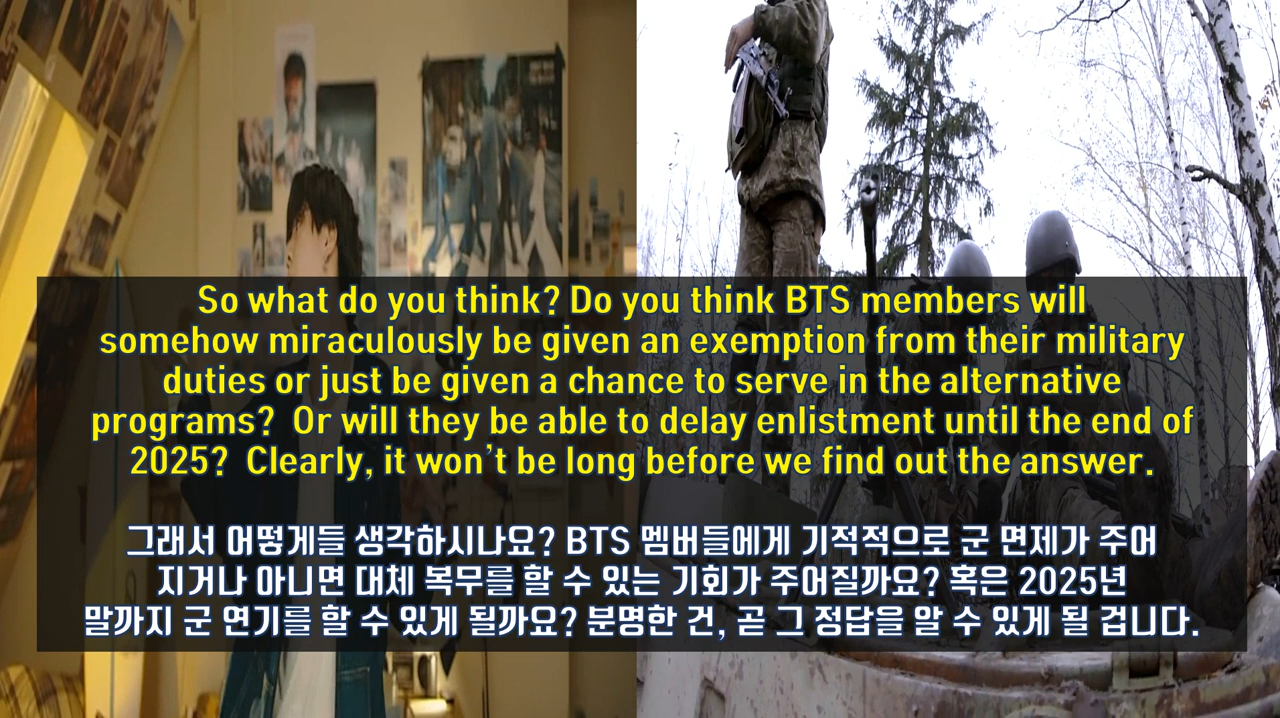 So what do you think? Do you think BTS members will
somehow miraculously be given an exemption from their military
duties or just be given a chance to serve in the alternative
programs? Or will they be able to delay enlistment until the end of
2025? Clearly, it won't be long before we find out the answer.
그래서 어떻게들 생각하시나요? BTS 멤버들에게 기적적으로 군 면제가 주어
지거나 아니면 대체 복무를 할 수 있는 기회가 주어질까요? 혹은 2025년
말까지 군 연기를 할 수 있게 될까요? 분명한 건, 곧 그 정답을 알 수 있게 될 겁니다.